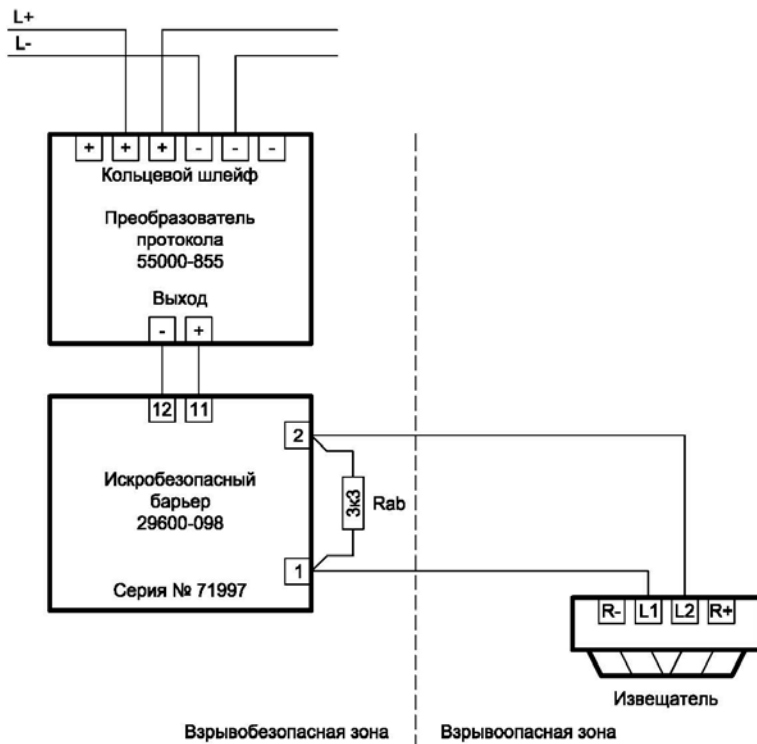 L+
L-
+ + + - - -
Кольцевой шлейф
Преобразователь
протокола
55000-855
Выход
- +
12 11
2
Искробезопасный
барьер
29600-098
3к3
Rab
1
Серия № 71997
R- L1 L2 R+
Извещатель
Взрывобезопасная зона
Взрывоопасная зона